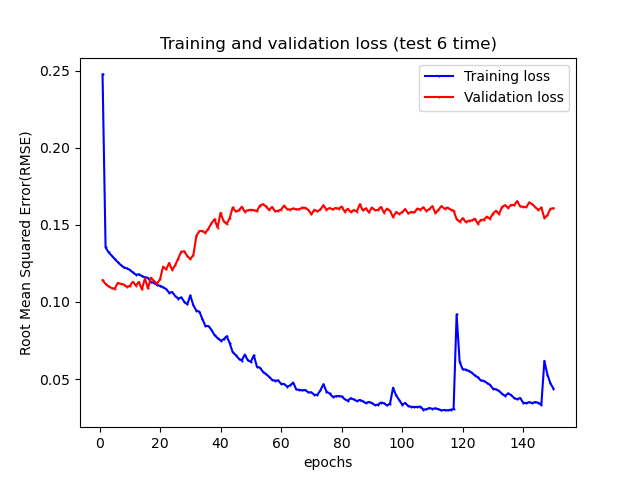 Training and validation loss (test 6 time)
Root Mean Squared Error(RMSE)
0.25
0.20
0.15
0.10
0.05
Training loss
Validation loss
0
20
40
60
80
100
120
140
epochs